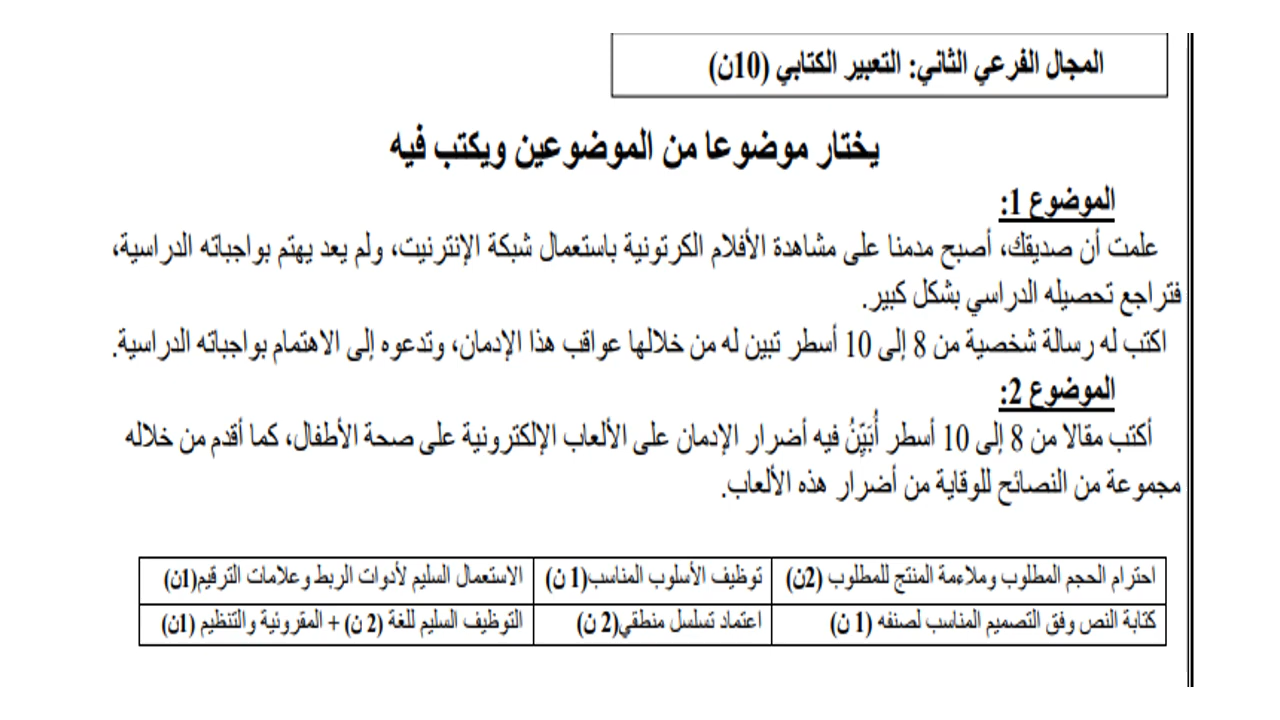 المجال الفرعي الثاني: التعبير الكتابي (10ن)
يختار موضوعا من الموضوعين ويكتب فيه
الموضوع 1:
علمت أن صديقك، أصبح مدمنا على مشاهدة الأفلام الكرتونية باستعمال شبكة الإنترنيت، ولم يعد يهتم بواجباته الدراسية،
فتراجع تحصيله الدراسي بشكل كبير.
اكتب له رسالة شخصية من 8 إلى 10 أسطر تبين له من خلالها عواقب هذا الإدمان، وتدعوه إلى الاهتمام بواجباته الدراسية.
الموضوع 2:
أكتب مقالا من 8 إلى 10 أسطر أُبَيِّنُ فيه أضرار الإدمان على الألعاب الإلكترونية على صحة الأطفال، كما أقدم من خلاله
مجموعة من النصائح للوقاية من أضرار هذه الألعاب.
احترام الحجم المطلوب وملاءمة المنتج للمطلوب (2ن) توظيف الأسلوب المناسب(1 ن) الاستعمال السليم لأدوات الربط وعلامات الترقيم(1ن)
كتابة النص وفق التصميم المناسب لصنفه (1 ن) اعتماد تسلسل منطقي(2 ن) التوظيف السليم للغة (2 ن) + المقروئية والتنظيم (1ن)